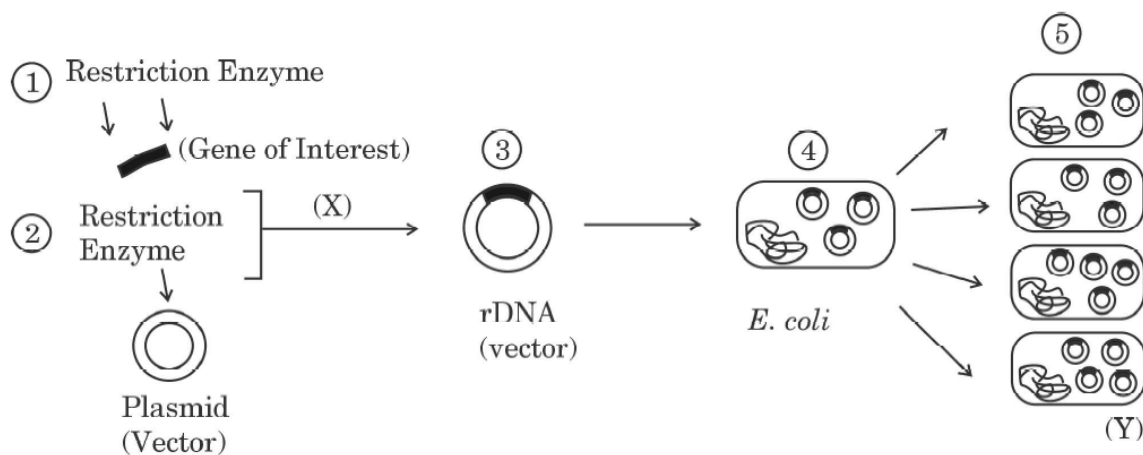 ①
Restriction Enzyme
(Gene of Interest)
②
Restriction
Enzyme
Plasmid
(Vector)
(X)
③
rDNA
(vector)
④
E. coli
⑤
(Y)